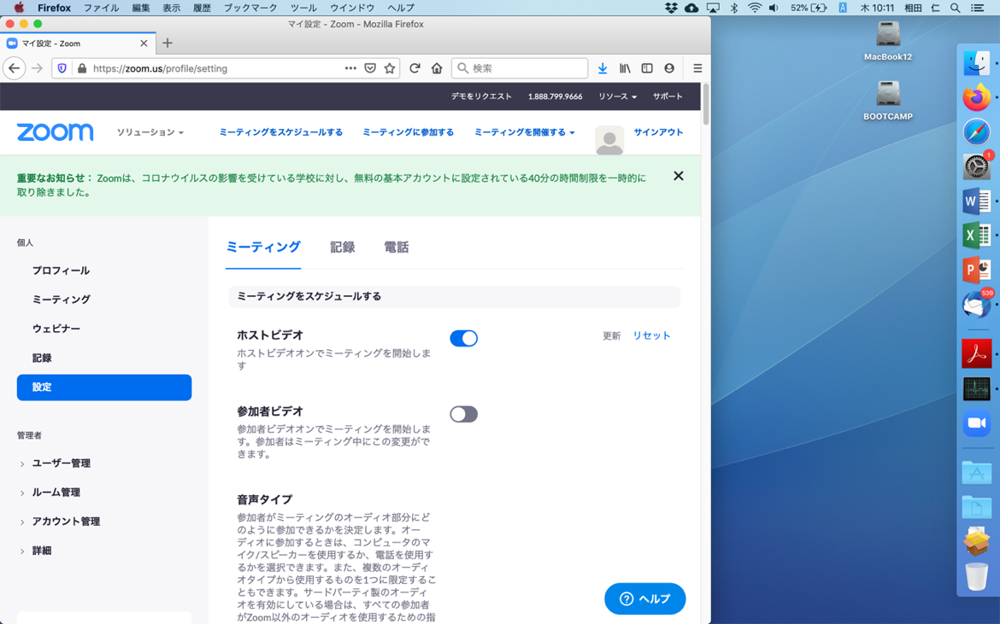 Firefox ファイル 編集 表示 履歴 ブックマーク ツール ウインドウ ヘルプ 52% A 木 10:11 相田 仁
マイ設定 - Zoom - Mozilla Firefox
マイ設定 - Zoom
https://zoom.us/profile/setting 検索
デモをリクエスト 1.888.799.9666 リソース サポート
zoom ソリューション ミーティングをスケジュールする ミーティングに参加する ミーティングを開催する サインアウト
重要なお知らせ： Zoomは、コロナウイルスの影響を受けている学校に対し、無料の基本アカウントに設定されている40分の時間制限を一時的に
取り除きました。
個人
プロフィール
ミーティング
ウェビナー
記録
設定
管理者
ユーザー管理
ルーム管理
アカウント管理
詳細
ミーティング 記録 電話
ミーティングをスケジュールする
ホストビデオ
ホストビデオオンでミーティングを開始しま
す
更新 リセット
参加者ビデオ
参加者ビデオオンでミーティングを開始しま
す。参加者はミーティング中にこの変更がで
きます。
音声タイプ
参加者がミーティングのオーディオ部分にど
のように参加できるかを決定します。オー
ディオに参加するときは、コンピュータのマ
イク/スピーカーを使用するか、電話を使用す
るかを選択できます。また、複数のオーディ
オタイプから使用するものを1つに限定するこ
ともできます。サードパーティ製のオーディ
オを有効にしている場合は、すべての参加者
がZoom以外のオーディオを使用するための指
ヘルプ
MacBook12
BOOTCAMP
1
W
X
P
539